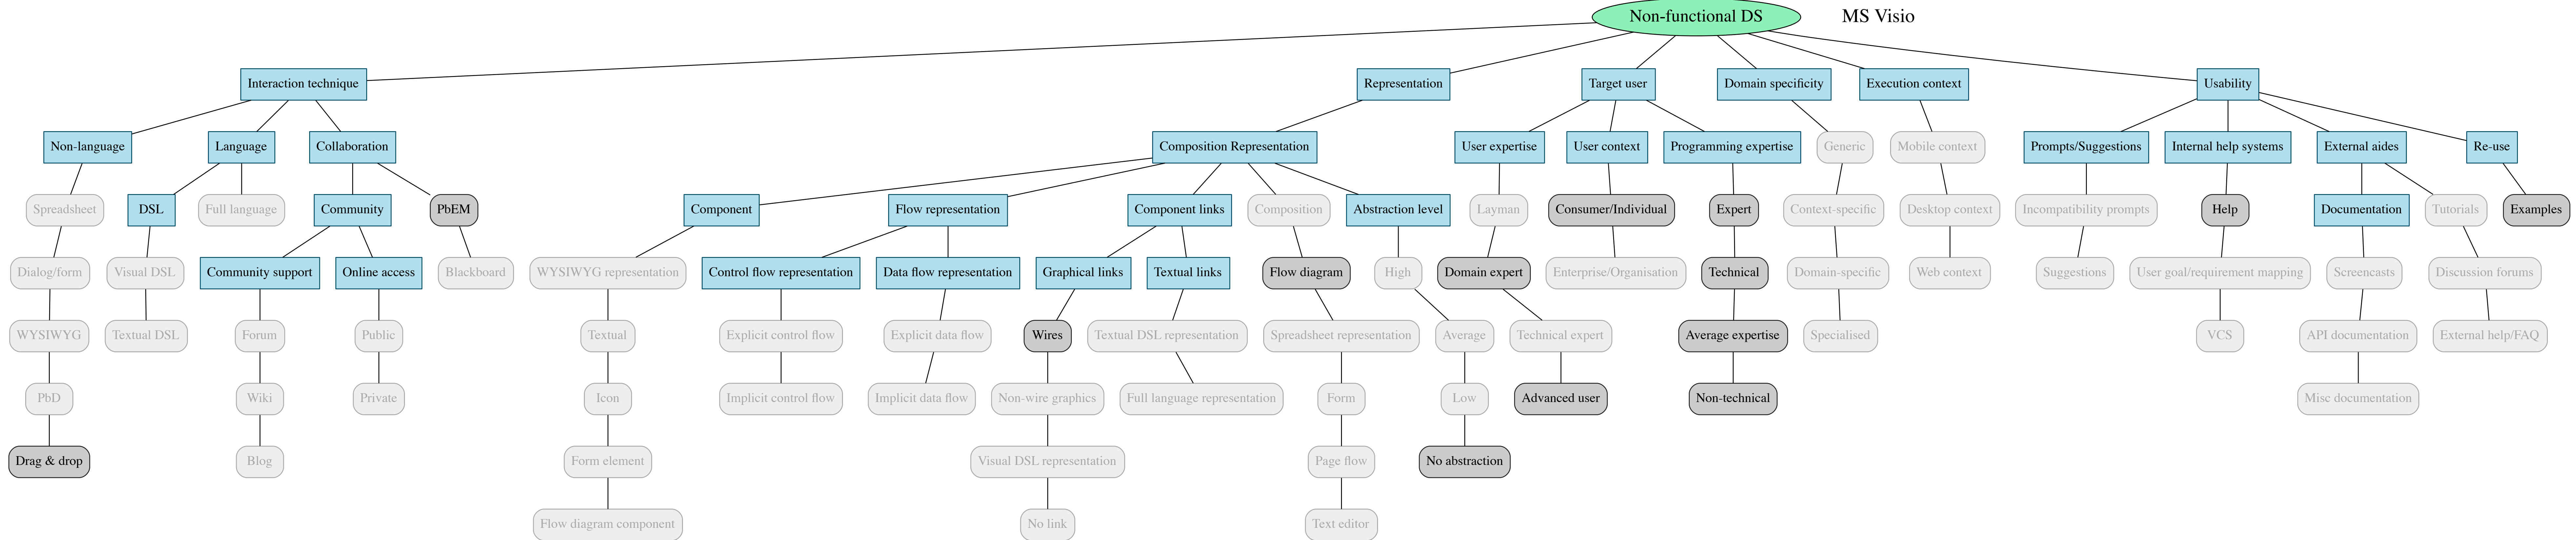 Non-functional DS
MS Visio
Interaction technique
Representation
Target user
Domain specificity
Execution context
Usability
Non-language
Language
Collaboration
Composition Representation
User expertise
User context
Programming expertise
Generic
Mobile context
Prompts/Suggestions
Internal help systems
External aides
Re-use
Spreadsheet
DSL
Full language
Community
PbEM
Component
Flow representation
Component links
Composition
Abstraction level
Layman
Consumer/Individual
Expert
Context-specific
Desktop context
Incompatibility prompts
Help
Documentation
Tutorials
Examples
Dialog/form
Visual DSL
Community support
Online access
Blackboard
WYSIWYG representation
Control flow representation
Data flow representation
Graphical links
Textual links
Flow diagram
High
Domain expert
Enterprise/Organisation
Technical
Domain-specific
Web context
Suggestions
User goal/requirement mapping
Screencasts
Discussion forums
WYSIWYG
Textual DSL
Forum
Public
Textual
Explicit control flow
Explicit data flow
Wires
Textual DSL representation
Spreadsheet representation
Average
Technical expert
Average expertise
Specialised
VCS
API documentation
External help/FAQ
PbD
Wiki
Private
Icon
Implicit control flow
Implicit data flow
Non-wire graphics
Full language representation
Form
Low
Advanced user
Non-technical
Misc documentation
Drag & drop
Blog
Form element
Visual DSL representation
Page flow
No abstraction
Flow diagram component
No link
Text editor